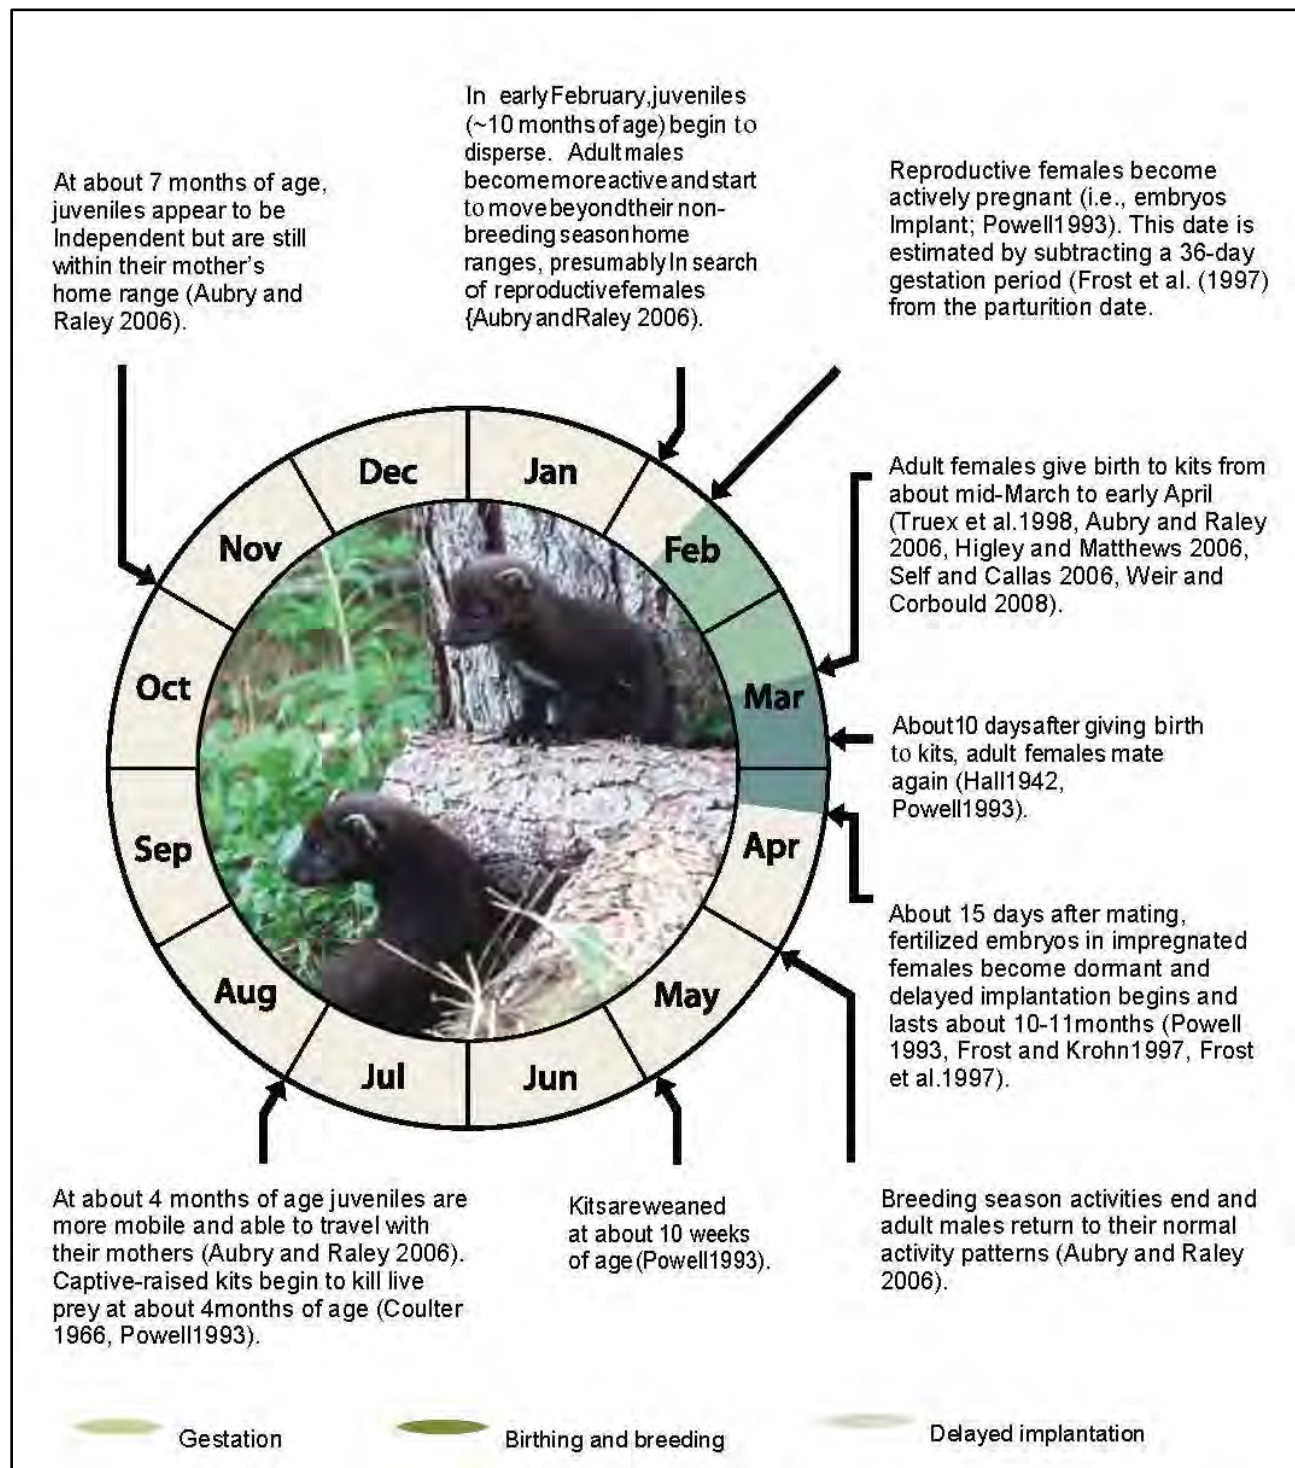 In early February,juveniles
(~10 months of age) begin to
disperse. Adult males
become more active and start
to move beyond their non-
breeding season home
ranges, presumably In search
of reproductive females
{Aubry and Raley 2006).
At about 7 months of age,
juveniles appear to be
Independent but are still
within their mother's
home range (Aubry and
Raley 2006).
Reproductive females become
actively pregnant (i.e., embryos
Implant; Powell1993). This date is
estimated by subtracting a 36-day
gestation period (Frost et al. (1997)
from the parturition date.
Adult females give birth to kits from
about mid-March to early April
(Truex et al.1998, Aubry and Raley
2006, Higley and Matthews 2006,
Self and Callas 2006, Weir and
Corbould 2008).
About10 days after giving birth
to kits, adult females mate
again (Hall1942,
Powell1993).
About 15 days after mating,
fertilized embryos in impregnated
females become dormant and
delayed implantation begins and
lasts about 10-11months (Powell
1993, Frost and Krohn1997, Frost
et al.1997).
Breeding season activities end and
adult males return to their normal
activity patterns (Aubry and Raley
2006).
Kits are weaned
at about 10 weeks
of age (Powell1993).
At about 4 months of age juveniles are
more mobile and able to travel with
their mothers (Aubry and Raley 2006).
Captive-raised kits begin to kill live
prey at about 4months of age (Coulter
1966, Powell1993).
Jan
Feb
Mar
Apr
May
Jun
Jul
Aug
Sep
Oct
Nov
Dec
Gestation
Birthing and breeding
Delayed implantation